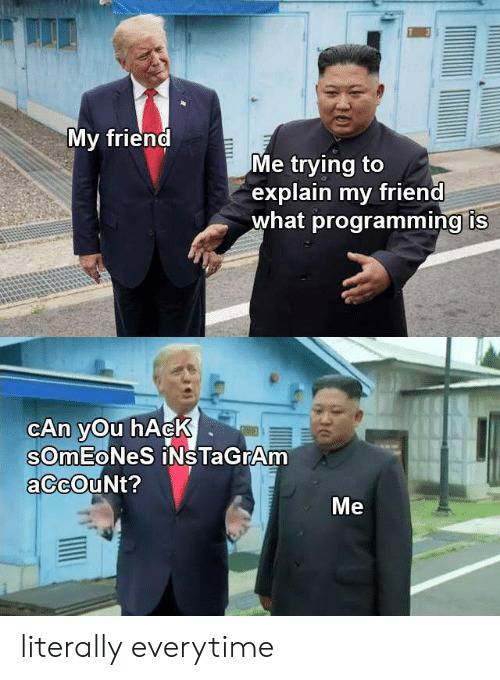 My friend
Me trying to
explain my friend
what programming is
cAn yOu hAcK
sOmEoNeS iNsTaGrAm
aCcOuNt?
Me
literally everytime